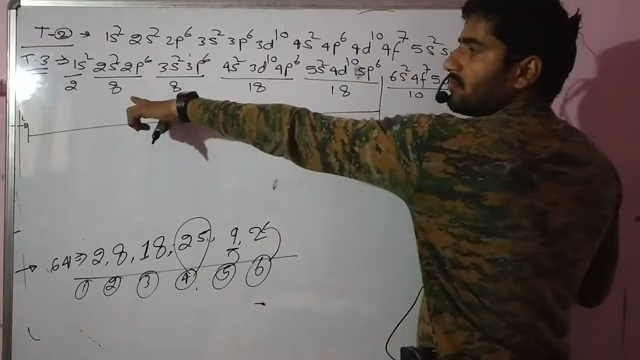 T-② → 1s² 2s² 2p⁶ 3s² 3p⁶ 3d¹⁰ 4s² 4p⁶ 4d¹⁰ 4f⁷ 5s² 5
T-3 → 1s² 2s² 2p⁶ 3s² 3p⁶ 4s² 3d¹⁰ 4p⁶ 5s² 4d¹⁰ 5p⁶ 6s² 4f⁷ 5
2 8 8 18 18 10
→ 64 ⇒ 2, 8, 18, 25, 9, 2
① ② ③ ④ ⑤ ⑥